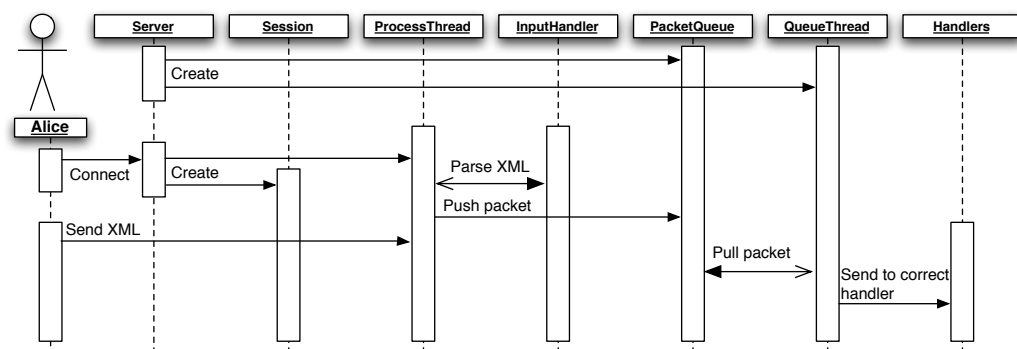 Server
Session
ProcessThread
InputHandler
PacketQueue
QueueThread
Handlers
Create
Alice
Connect
Create
Parse XML
Push packet
Send XML
Pull packet
Send to correct
handler